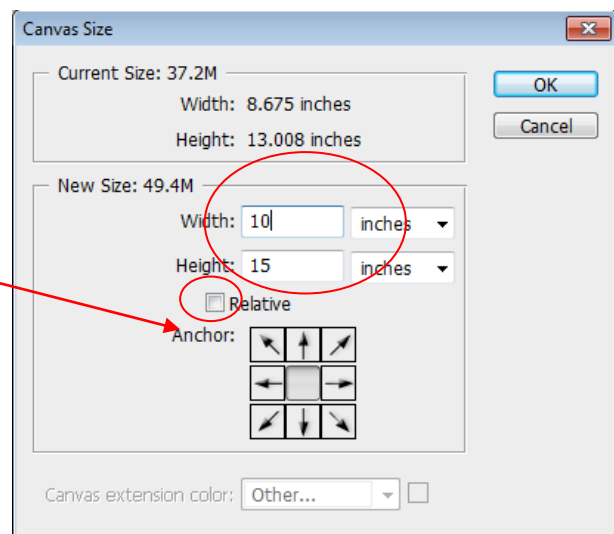 Canvas Size
Current Size: 37.2M
Width: 8.675 inches
Height: 13.008 inches
OK
Cancel
New Size: 49.4M
Width: 10 inches
Height: 15 inches
Relative
Anchor:
Canvas extension color: Other...